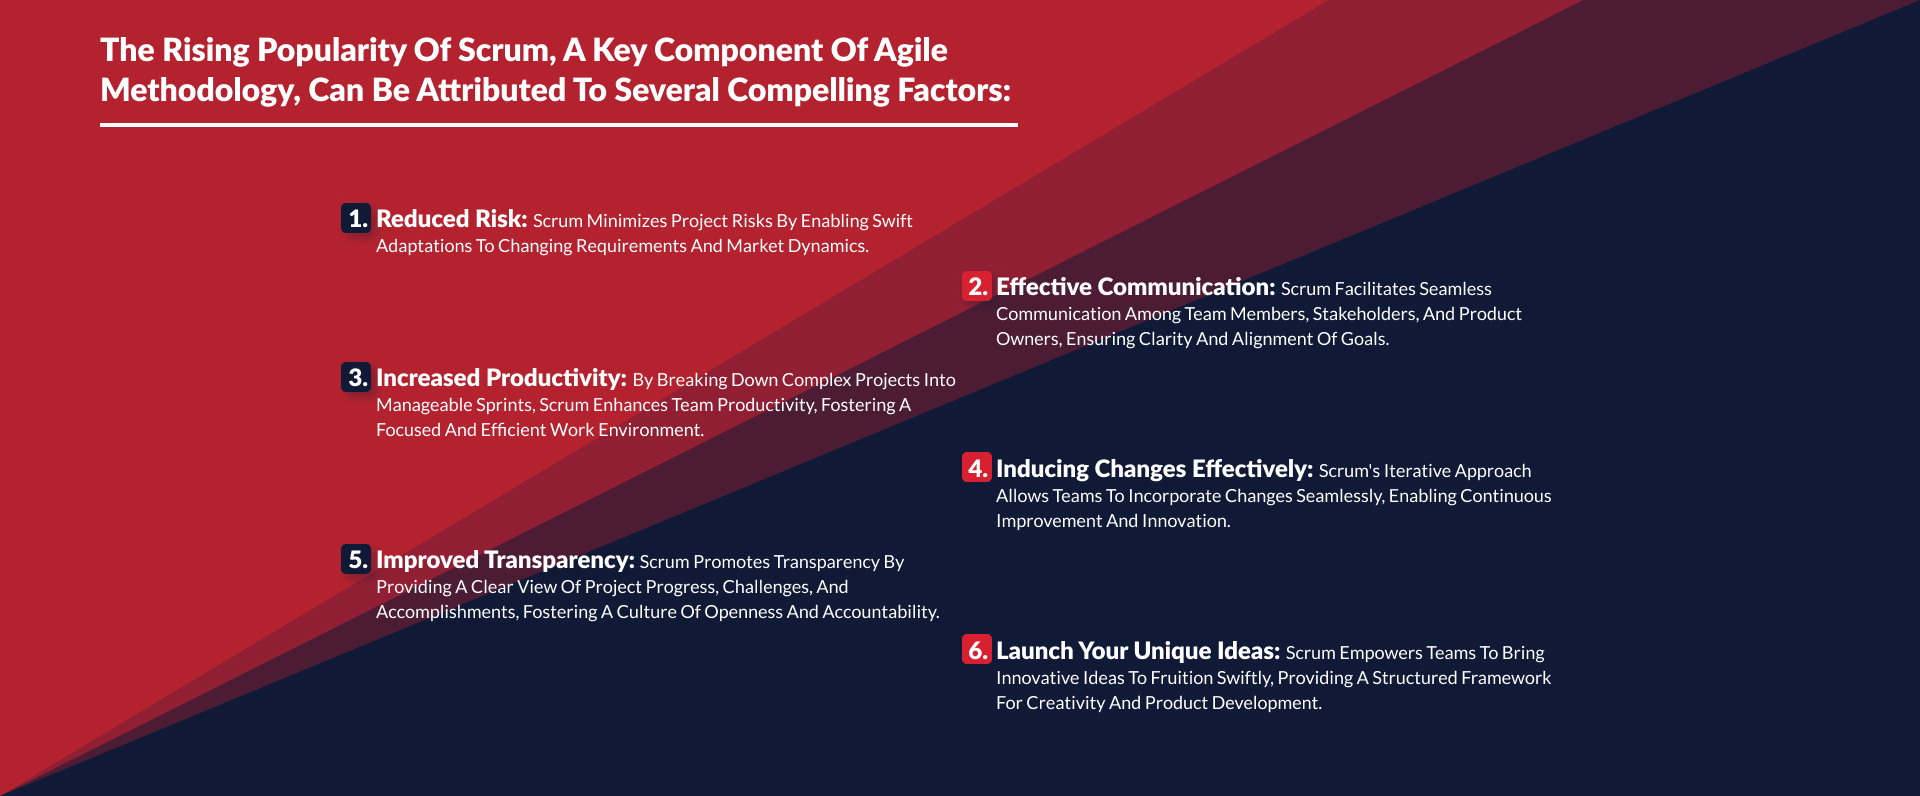 The Rising Popularity Of Scrum, A Key Component Of Agile
Methodology, Can Be Attributed To Several Compelling Factors:
1. Reduced Risk: Scrum Minimizes Project Risks By Enabling Swift
Adaptations To Changing Requirements And Market Dynamics.
2. Effective Communication: Scrum Facilitates Seamless
Communication Among Team Members, Stakeholders, And Product
Owners, Ensuring Clarity And Alignment Of Goals.
3. Increased Productivity: By Breaking Down Complex Projects Into
Manageable Sprints, Scrum Enhances Team Productivity, Fostering A
Focused And Efficient Work Environment.
4. Inducing Changes Effectively: Scrum's Iterative Approach
Allows Teams To Incorporate Changes Seamlessly, Enabling Continuous
Improvement And Innovation.
5. Improved Transparency: Scrum Promotes Transparency By
Providing A Clear View Of Project Progress, Challenges, And
Accomplishments, Fostering A Culture Of Openness And Accountability.
6. Launch Your Unique Ideas: Scrum Empowers Teams To Bring
Innovative Ideas To Fruition Swiftly, Providing A Structured Framework
For Creativity And Product Development.